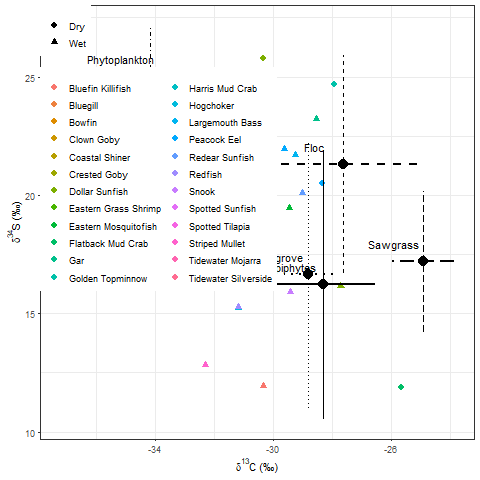 Dry
Wet
Phytoplankton
Bluefin Killifish
Bluegill
Bowfin
Clown Goby
Coastal Shiner
Crested Goby
Dollar Sunfish
Eastern Grass Shrimp
Eastern Mosquitofish
Flatback Mud Crab
Gar
Golden Topminnow
Harris Mud Crab
Hogchoker
Largemouth Bass
Peacock Eel
Redear Sunfish
Redfish
Snook
Spotted Sunfish
Spotted Tilapia
Striped Mullet
Tidewater Mojarra
Tidewater Silverside
Floc
Sawgrass
grove
piphytes
25
20
15
10
δ³⁴S (‰)
-34
-30
-26
δ¹³C (‰)